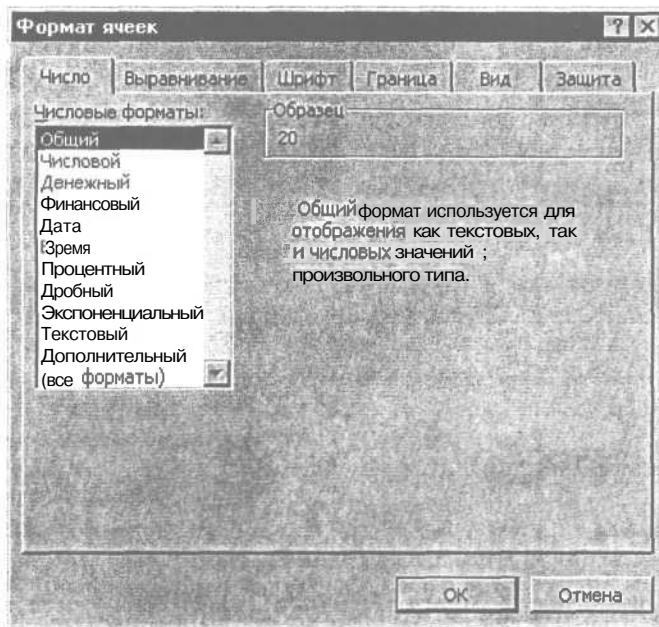 Формат ячеек
Число Выравнивание Шрифт Граница Вид Защита
Числовые форматы:
Образец
Общий
20
Числовой
Денежный
Финансовый
Дата
Зремя
Процентный
Дробный
Экспоненциальный
Текстовый
Дополнительный
(все форматы)
Общий формат используется для
отображения как текстовых, так
и числовых значений ;
произвольного типа.
OK Отмена